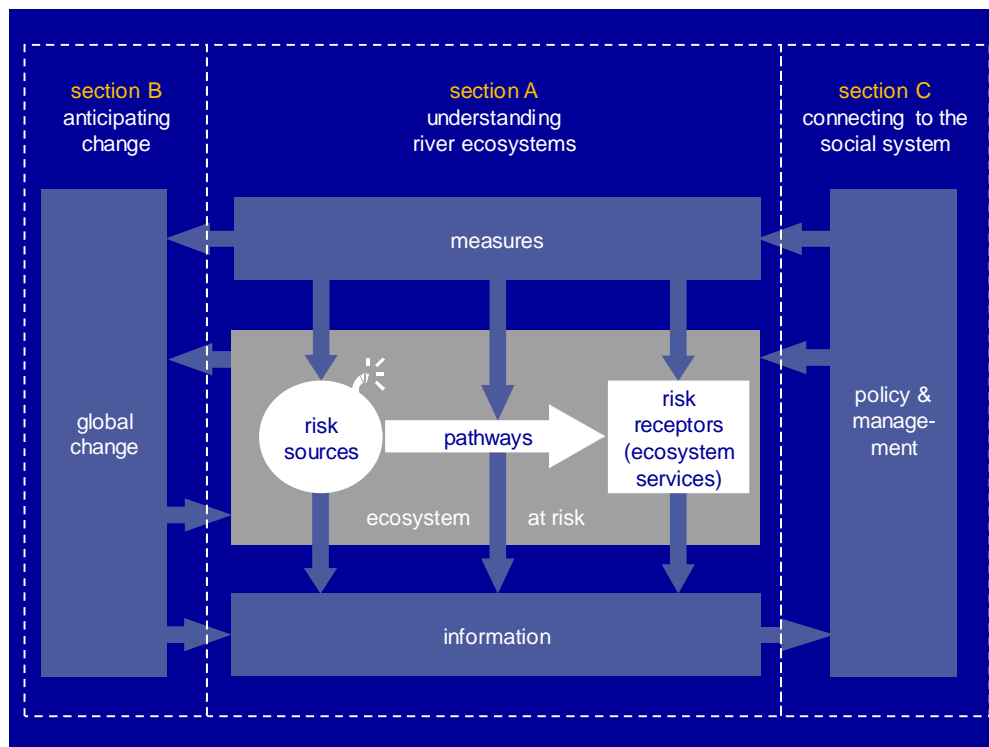 section B
anticipating
change
section A
understanding
river ecosystems
section C
connecting to the
social system
measures
global
change
risk
sources
pathways
risk
receptors
(ecosystem
services)
ecosystem at risk
policy &
manage-
ment
information